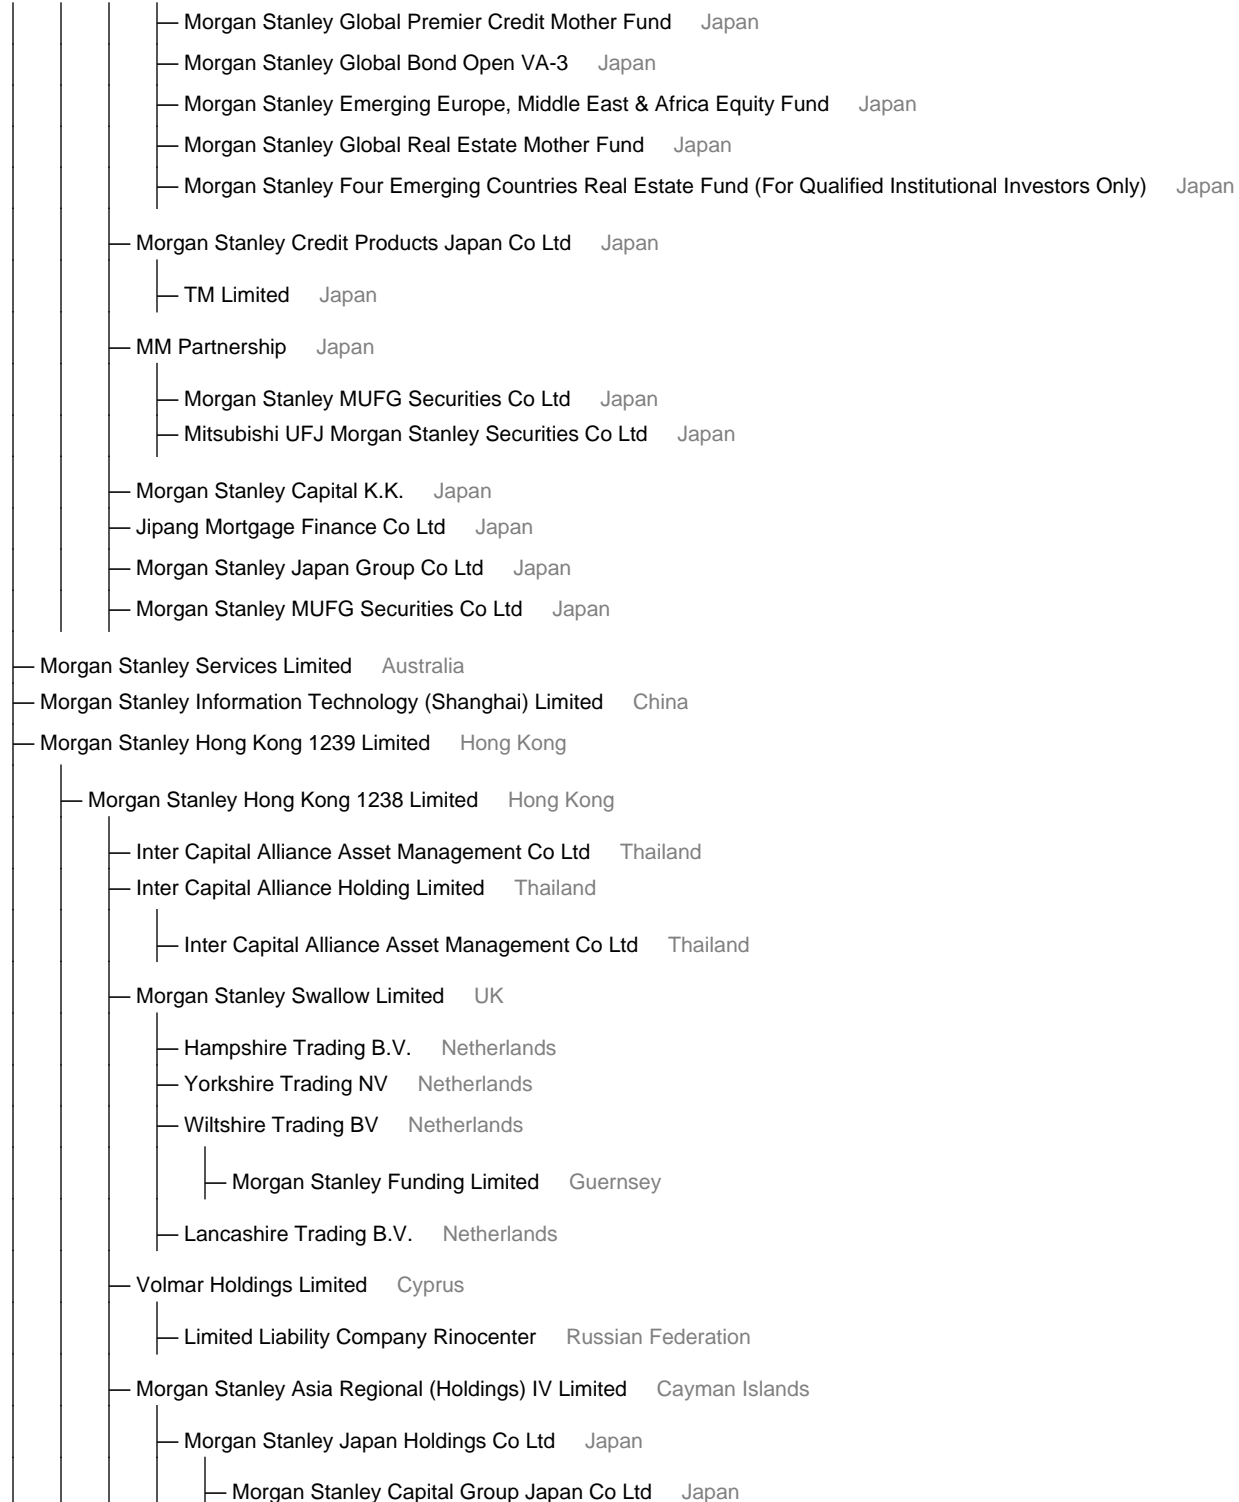 Morgan Stanley Global Premier Credit Mother Fund Japan
Morgan Stanley Global Bond Open VA-3 Japan
Morgan Stanley Emerging Europe, Middle East & Africa Equity Fund Japan
Morgan Stanley Global Real Estate Mother Fund Japan
Morgan Stanley Four Emerging Countries Real Estate Fund (For Qualified Institutional Investors Only) Japan
Morgan Stanley Credit Products Japan Co Ltd Japan
TM Limited Japan
MM Partnership Japan
Morgan Stanley MUFG Securities Co Ltd Japan
Mitsubishi UFJ Morgan Stanley Securities Co Ltd Japan
Morgan Stanley Capital K.K. Japan
Jipang Mortgage Finance Co Ltd Japan
Morgan Stanley Japan Group Co Ltd Japan
Morgan Stanley MUFG Securities Co Ltd Japan
Morgan Stanley Services Limited Australia
Morgan Stanley Information Technology (Shanghai) Limited China
Morgan Stanley Hong Kong 1239 Limited Hong Kong
Morgan Stanley Hong Kong 1238 Limited Hong Kong
Inter Capital Alliance Asset Management Co Ltd Thailand
Inter Capital Alliance Holding Limited Thailand
Inter Capital Alliance Asset Management Co Ltd Thailand
Morgan Stanley Swallow Limited UK
Hampshire Trading B.V. Netherlands
Yorkshire Trading NV Netherlands
Wiltshire Trading BV Netherlands
Morgan Stanley Funding Limited Guernsey
Lancashire Trading B.V. Netherlands
Volmar Holdings Limited Cyprus
Limited Liability Company Rinocenter Russian Federation
Morgan Stanley Asia Regional (Holdings) IV Limited Cayman Islands
Morgan Stanley Japan Holdings Co Ltd Japan
Morgan Stanley Capital Group Japan Co Ltd Japan